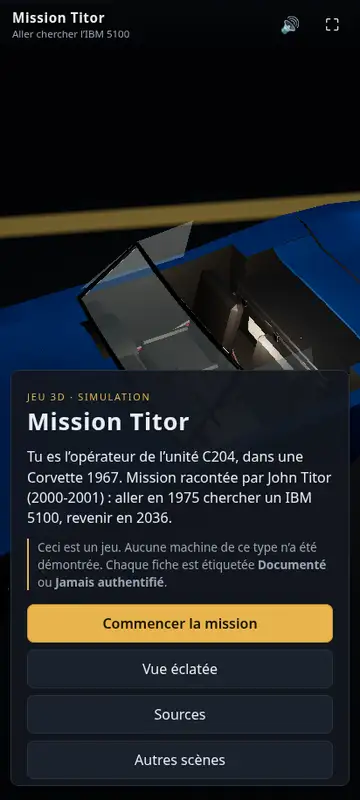 Mission Titor
Aller chercher l’IBM 5100
JEU 3D · SIMULATION
Mission Titor
Tu es l’opérateur de l’unité C204, dans une
Corvette 1967. Mission racontée par John Titor
(2000-2001) : aller en 1975 chercher un IBM
5100, revenir en 2036.
Ceci est un jeu. Aucune machine de ce type n’a été
démontrée. Chaque fiche est étiquetée Documenté
ou Jamais authentifié.
Commencer la mission
Vue éclatée
Sources
Autres scènes